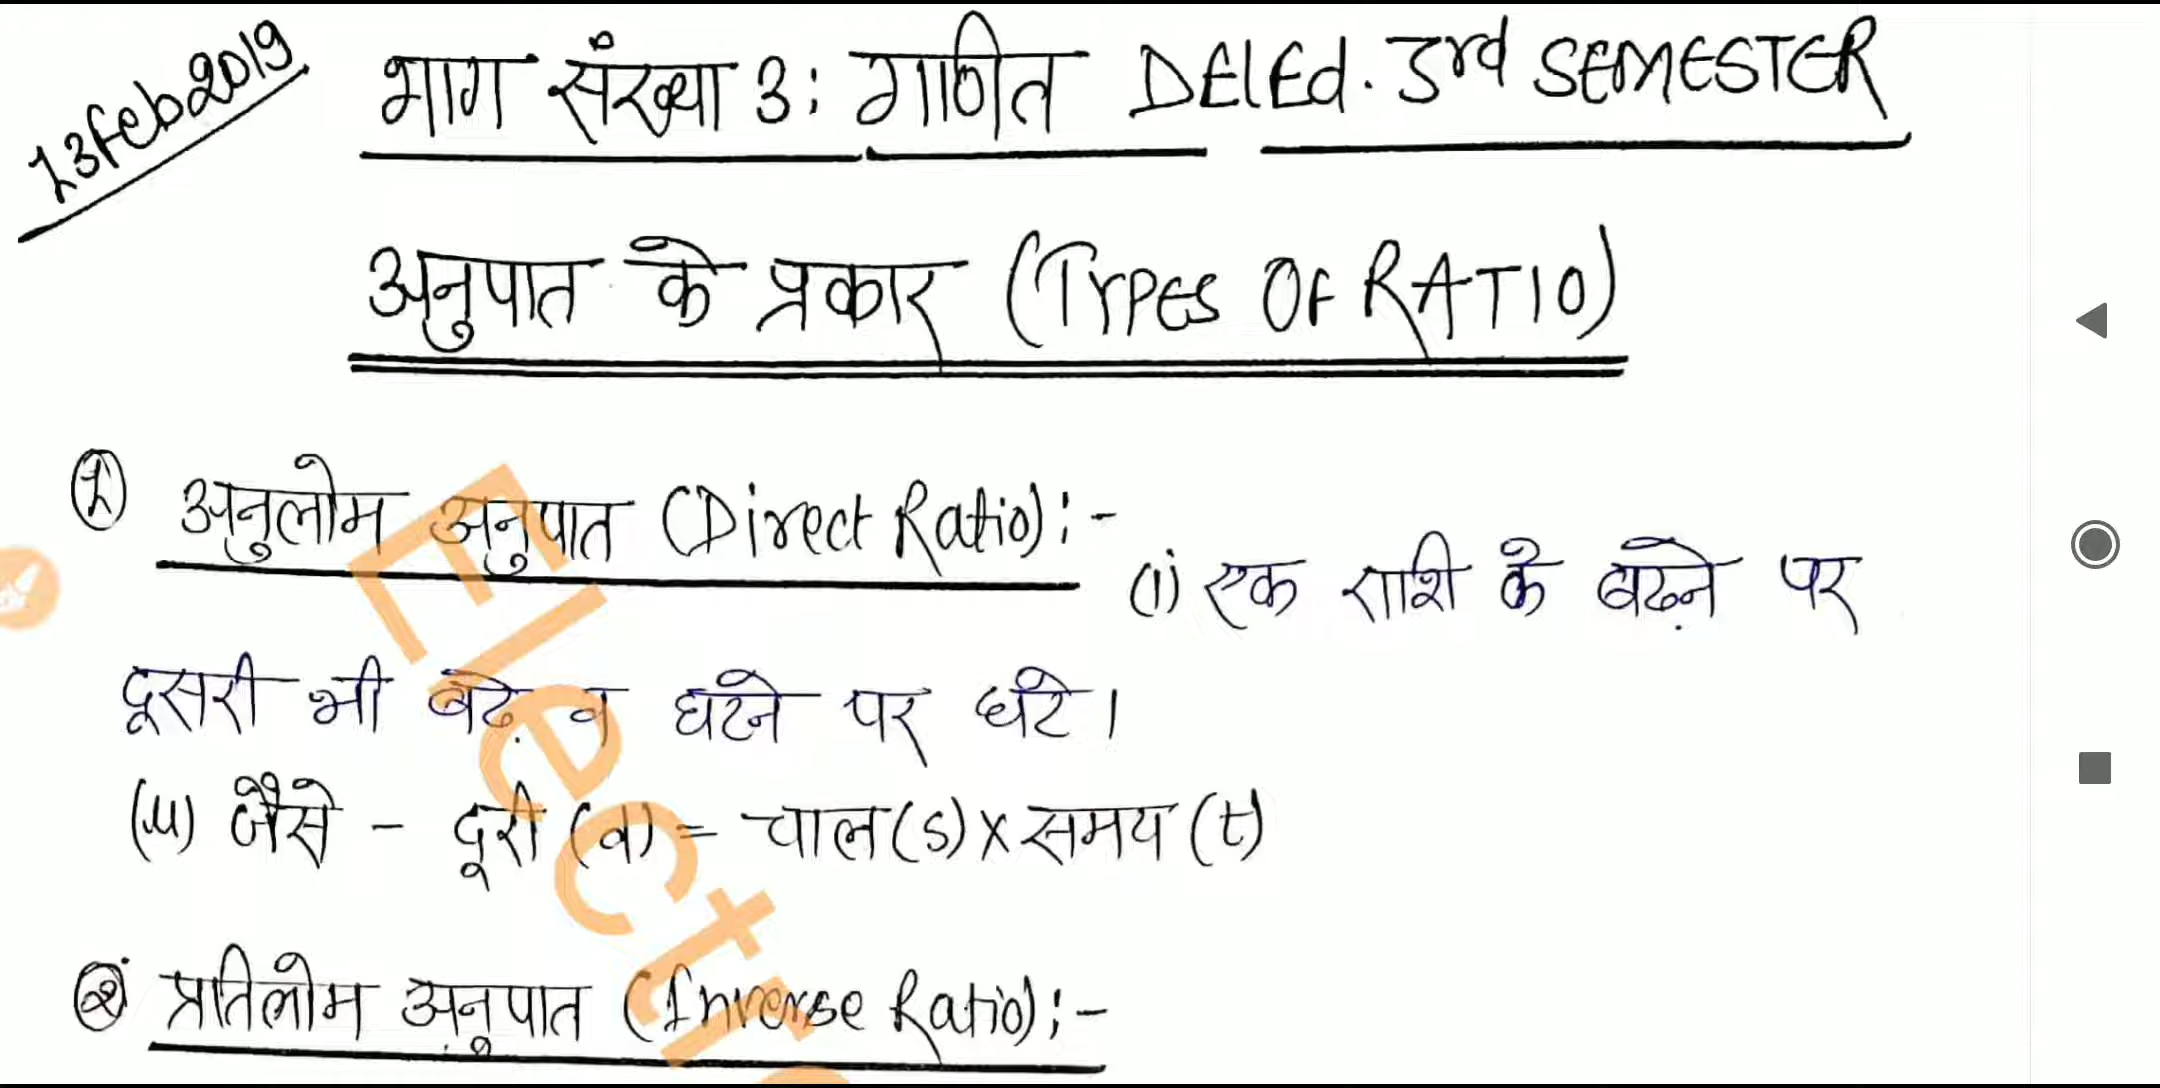 13 Feb 2019
भाग संख्या 3: गणित DElEd. 3rd SEMESTER
अनुपात के प्रकार (TYPES OF RATIO)
① अनुलोम अनुपात (Direct Ratio):-
(i) एक राशि के बढ़ने पर
दूसरी भी बढ़े व घटने पर घटे।
(ii) जैसे - दूरी (d) = चाल (s) × समय (t)
② प्रतिलोम अनुपात (Inverse Ratio):-
Electr